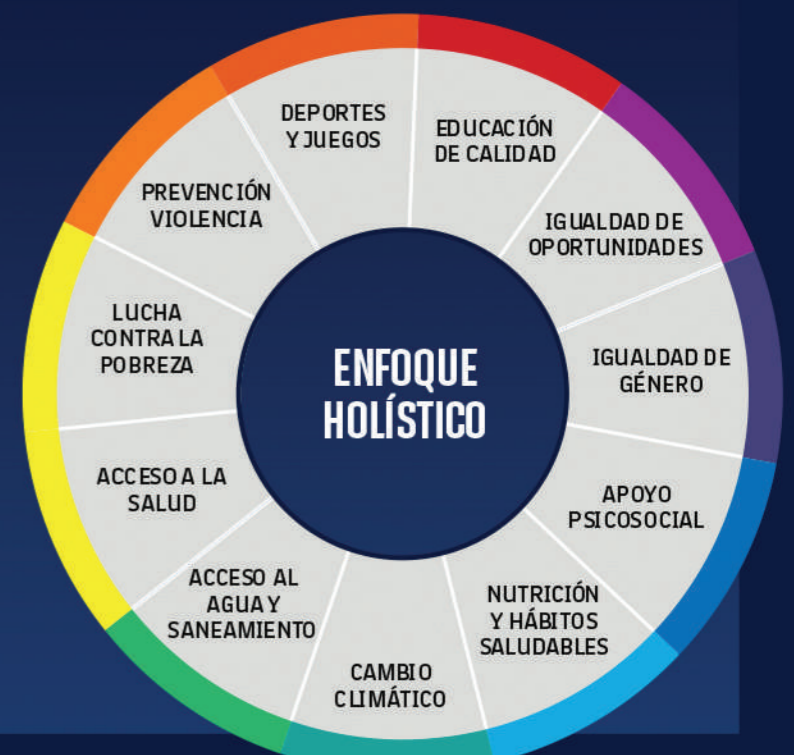 ENFOQUE
HOLÍSTICO
DEPORTES
Y JUEGOS
EDUCACIÓN
DE CALIDAD
IGUALDAD DE
OPORTUNIDADES
IGUALDAD DE
GÉNERO
APOYO
PSICOSOCIAL
NUTRICIÓN
Y HÁBITOS
SALUDABLES
CAMBIO
CLIMÁTICO
ACCESO AL
AGUA Y
SANEAMIENTO
ACCESO A LA
SALUD
LUCHA
CONTRA LA
POBREZA
PREVENCIÓN
VIOLENCIA